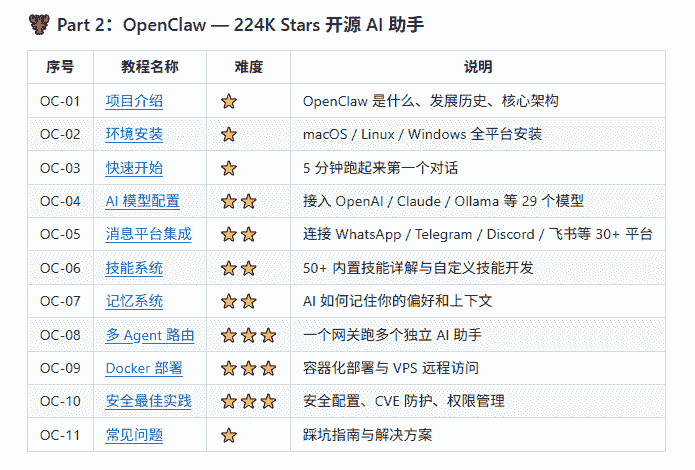 Part 2：OpenClaw — 224K Stars 开源 AI 助手
序号 教程名称 难度 说明
OC-01 项目介绍 OpenClaw 是什么、发展历史、核心架构
OC-02 环境安装 macOS / Linux / Windows 全平台安装
OC-03 快速开始 5 分钟跑起来第一个对话
OC-04 AI 模型配置 接入 OpenAI / Claude / Ollama 等 29 个模型
OC-05 消息平台集成 连接 WhatsApp / Telegram / Discord / 飞书等 30+ 平台
OC-06 技能系统 50+ 内置技能详解与自定义技能开发
OC-07 记忆系统 AI 如何记住你的偏好和上下文
OC-08 多 Agent 路由 一个网关跑多个独立 AI 助手
OC-09 Docker 部署 容器化部署与 VPS 远程访问
OC-10 安全最佳实践 安全配置、CVE 防护、权限管理
OC-11 常见问题 踩坑指南与解决方案